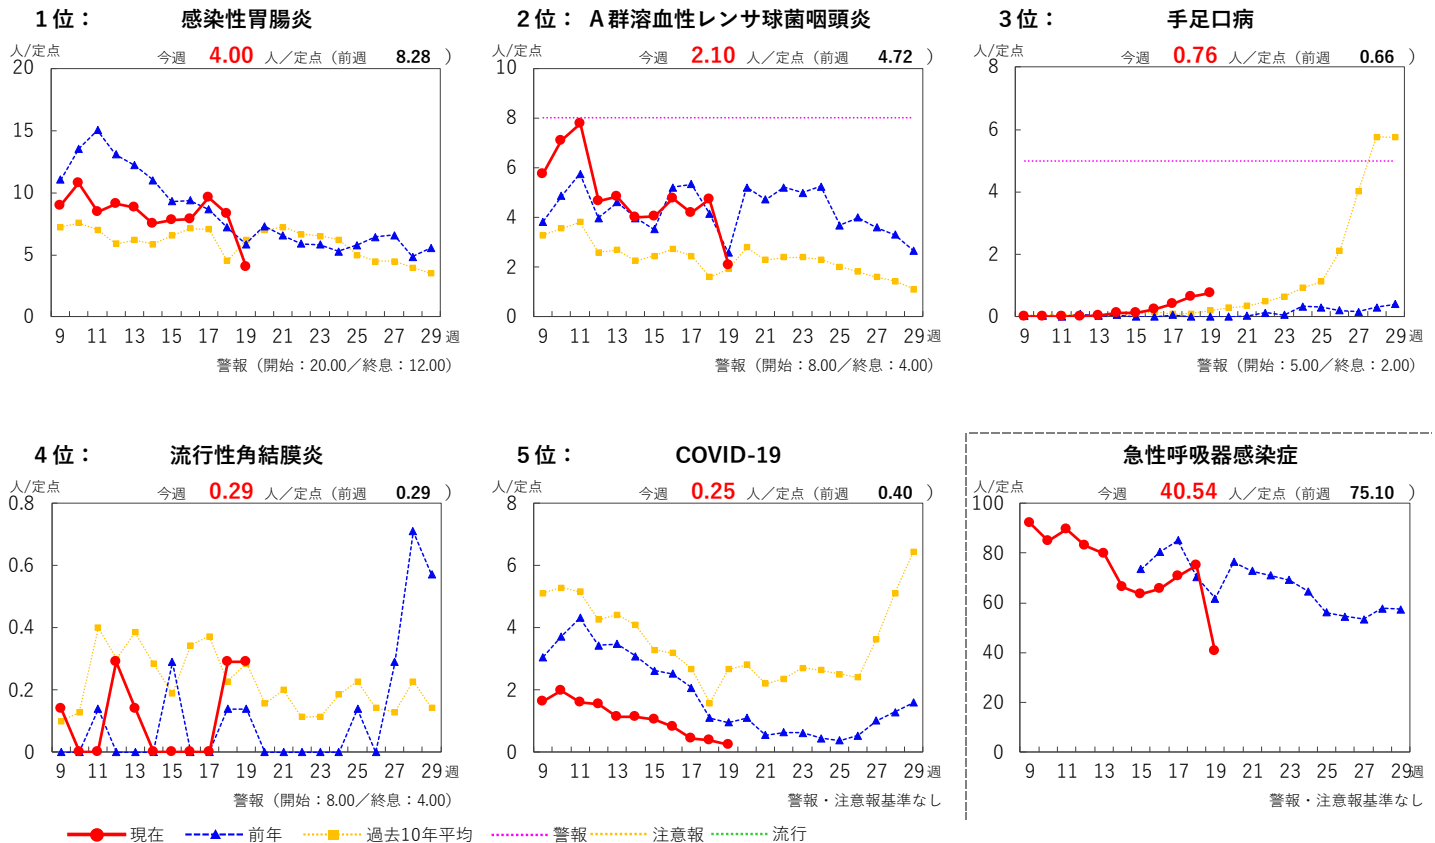 １位： 感染性胃腸炎
人/定点 今週 4.00 人／定点（前週 8.28 ）
20
15
10
5
0
9 11 13 15 17 19 21 23 25 27 29 週
警報（開始：20.00／終息：12.00）
２位： Ａ群溶血性レンサ球菌咽頭炎
人/定点 今週 2.10 人／定点（前週 4.72 ）
10
8
6
4
2
0
9 11 13 15 17 19 21 23 25 27 29 週
警報（開始：8.00／終息：4.00）
３位： 手足口病
人/定点 今週 0.76 人／定点（前週 0.66 ）
8
6
4
2
0
9 11 13 15 17 19 21 23 25 27 29 週
警報（開始：5.00／終息：2.00）
４位： 流行性角結膜炎
人/定点 今週 0.29 人／定点（前週 0.29 ）
0.8
0.6
0.4
0.2
0
9 11 13 15 17 19 21 23 25 27 29 週
警報（開始：8.00／終息：4.00）
５位： COVID-19
人/定点 今週 0.25 人／定点（前週 0.40 ）
8
6
4
2
0
9 11 13 15 17 19 21 23 25 27 29 週
警報・注意報基準なし
急性呼吸器感染症
人/定点 今週 40.54 人／定点（前週 75.10 ）
100
80
60
40
20
0
9 11 13 15 17 19 21 23 25 27 29 週
警報・注意報基準なし
現在 前年 過去10年平均 警報 注意報 流行